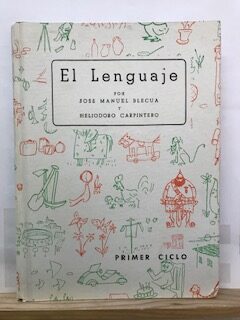 El Lenguaje
POR
JOSE MANUEL BLECUA
Y
HELIODORO CARPINTERO
PRIMER CICLO